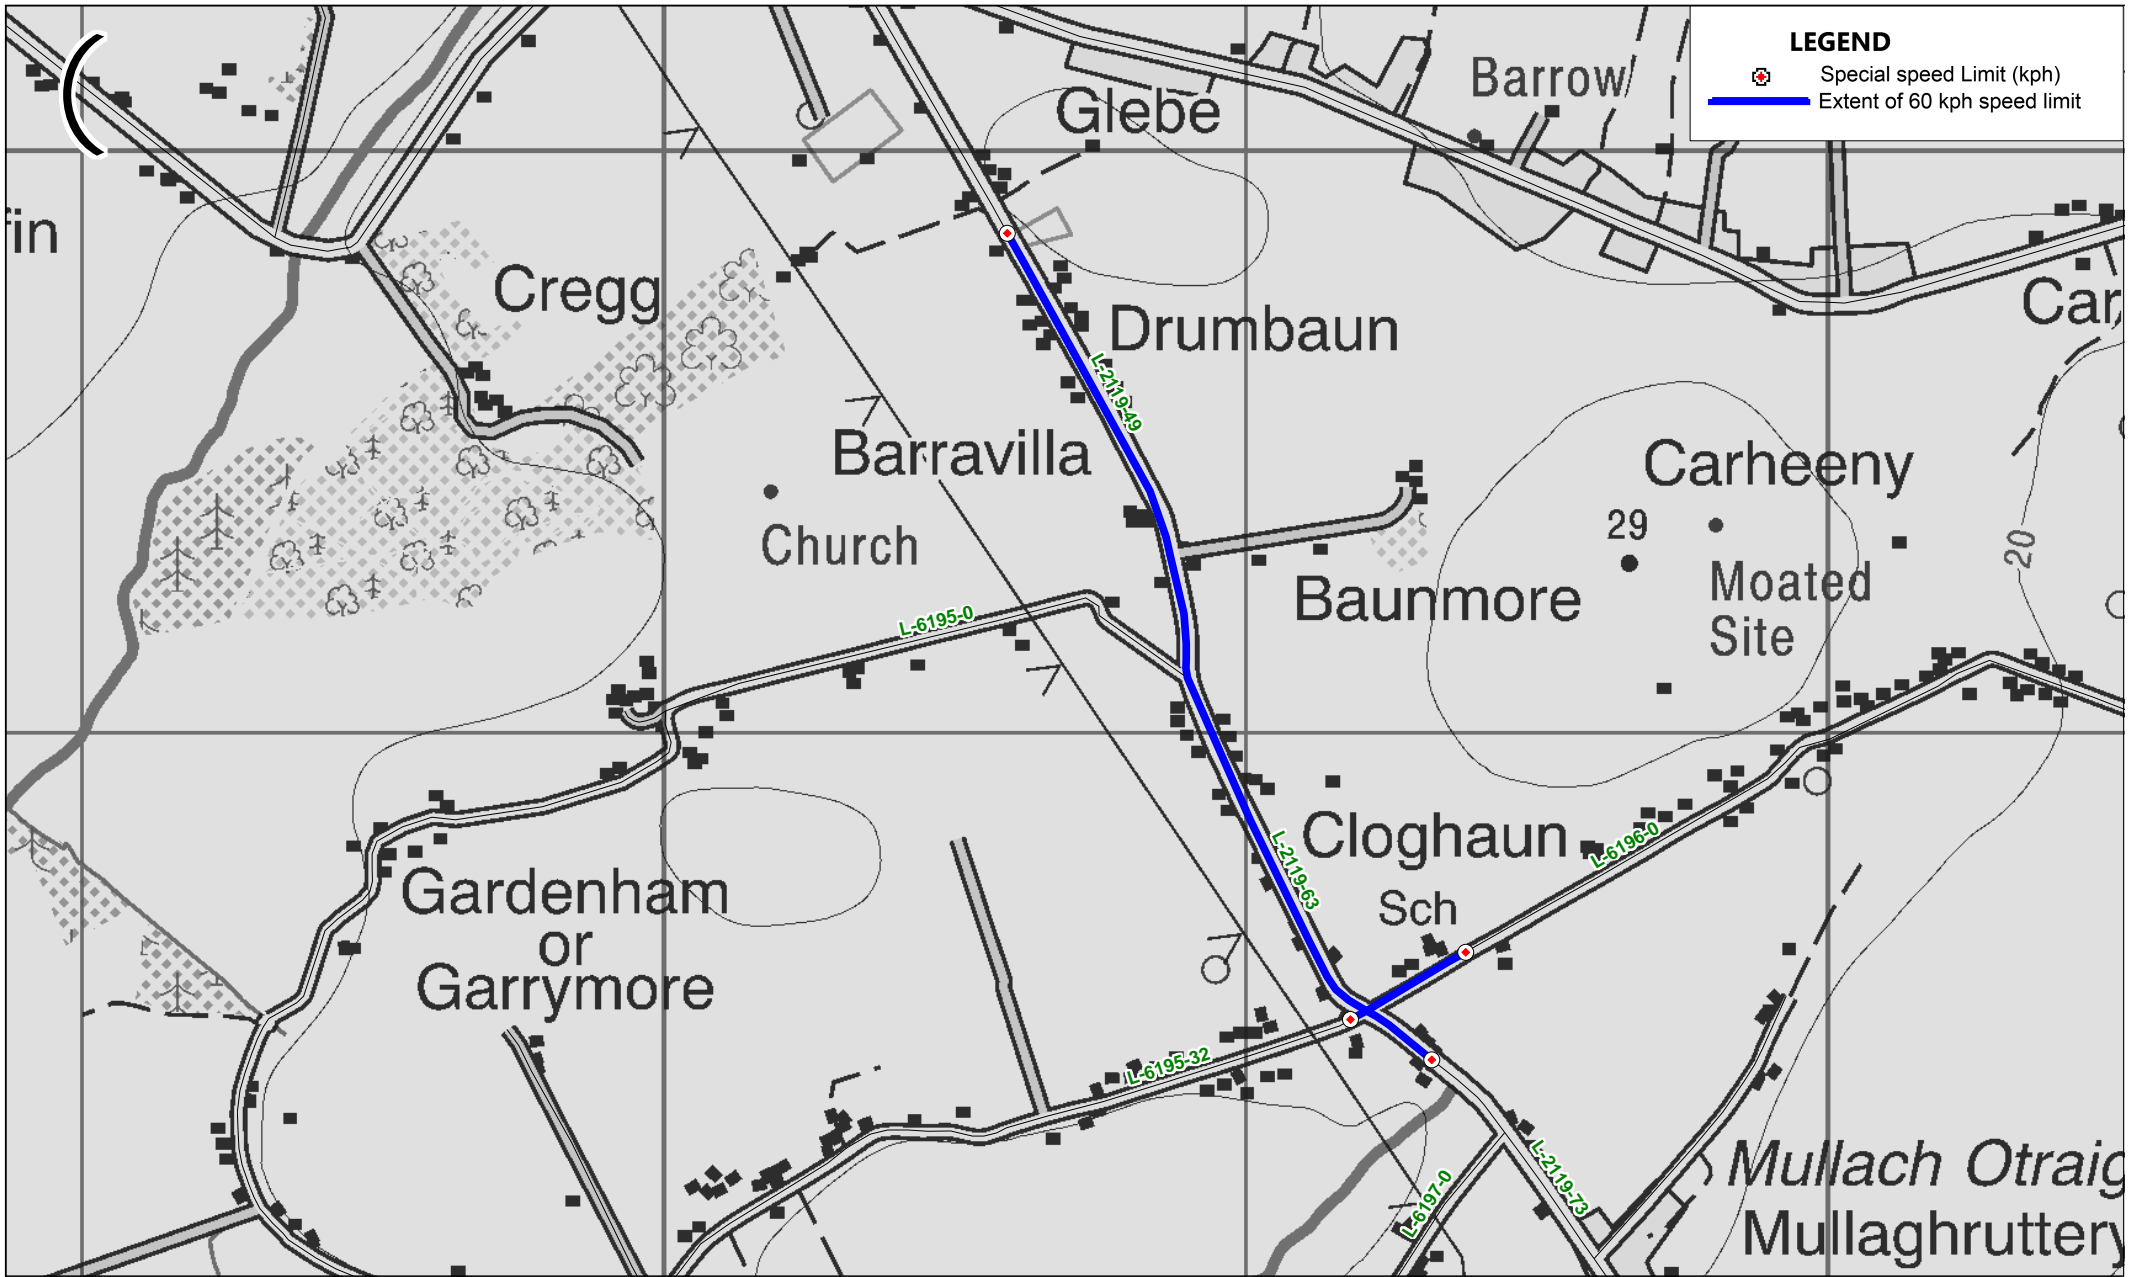 LEGEND
Special speed Limit (kph)
Extent of 60 kph speed limit
Barrow
Glebe
fin
Cregg
Drumbaun
Car
L-2119-49
Barravilla
Carheeny
Church
29
20
Moated
Site
Baunmore
L-6195-0
Cloghaun
L-6196-0
L-2119-63
Sch
Gardenham
or
Garrymore
L-6195-32
L-2119-73
L-6197-0
Mullach Otraig
Mullaghruttery